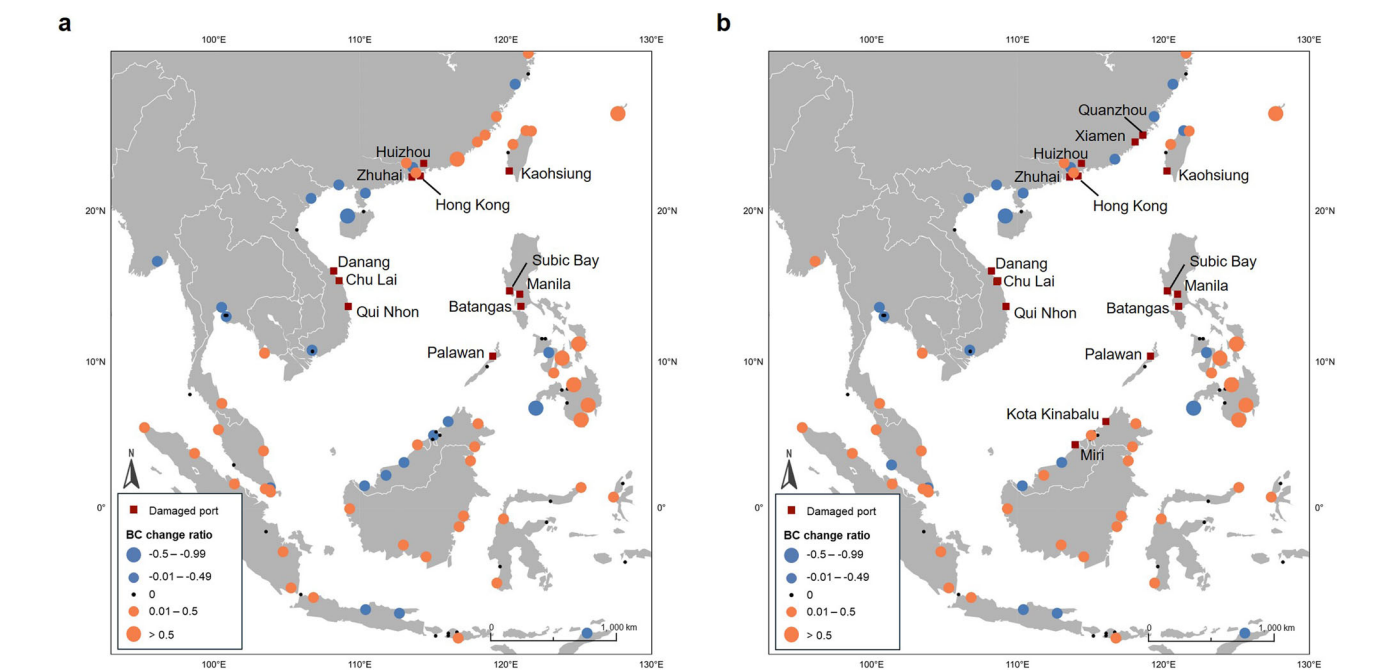 a
100°E 110°E 120°E 130°E
Huizhou
Zhuhai
Kaohsiung
Hong Kong
20°N 20°N
Danang
Subic Bay
Chu Lai
Manila
Batangas
Qui Nhon
Palawan
10°N 10°N
N
Damaged port
0° 0°
BC change ratio
-0.5 – -0.99
-0.01 – -0.49
0
0.01 – 0.5
> 0.5
0 1,000 km
100°E 110°E 120°E 130°E
b
100°E 110°E 120°E 130°E
Quanzhou
Xiamen
Huizhou
Zhuhai
Kaohsiung
Hong Kong
20°N 20°N
Danang
Subic Bay
Chu Lai
Manila
Batangas
Qui Nhon
Palawan
10°N 10°N
Kota Kinabalu
Miri
N
Damaged port
0° 0°
BC change ratio
-0.5 – -0.99
-0.01 – -0.49
0
0.01 – 0.5
> 0.5
0 1,000 km
100°E 110°E 120°E 130°E